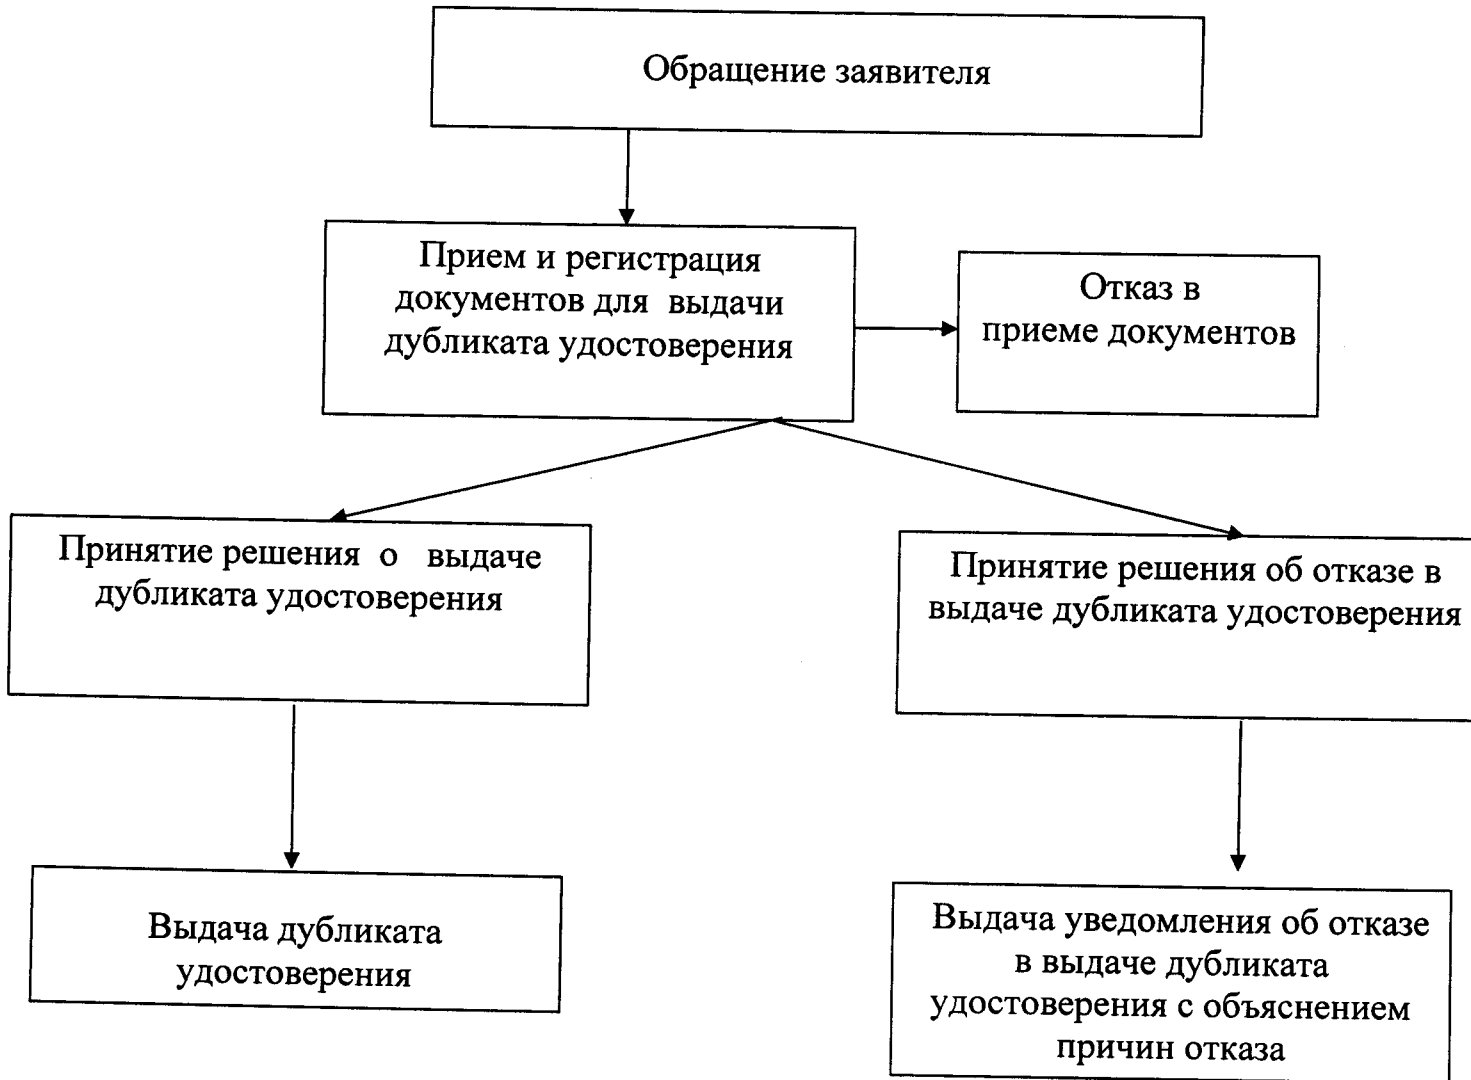 Обращение заявителя
Прием и регистрация
документов для выдачи
дубликата удостоверения
Отказ в
приеме документов
Принятие решения о выдаче
дубликата удостоверения
Принятие решения об отказе в
выдаче дубликата удостоверения
Выдача дубликата
удостоверения
Выдача уведомления об отказе
в выдаче дубликата
удостоверения с объяснением
причин отказа